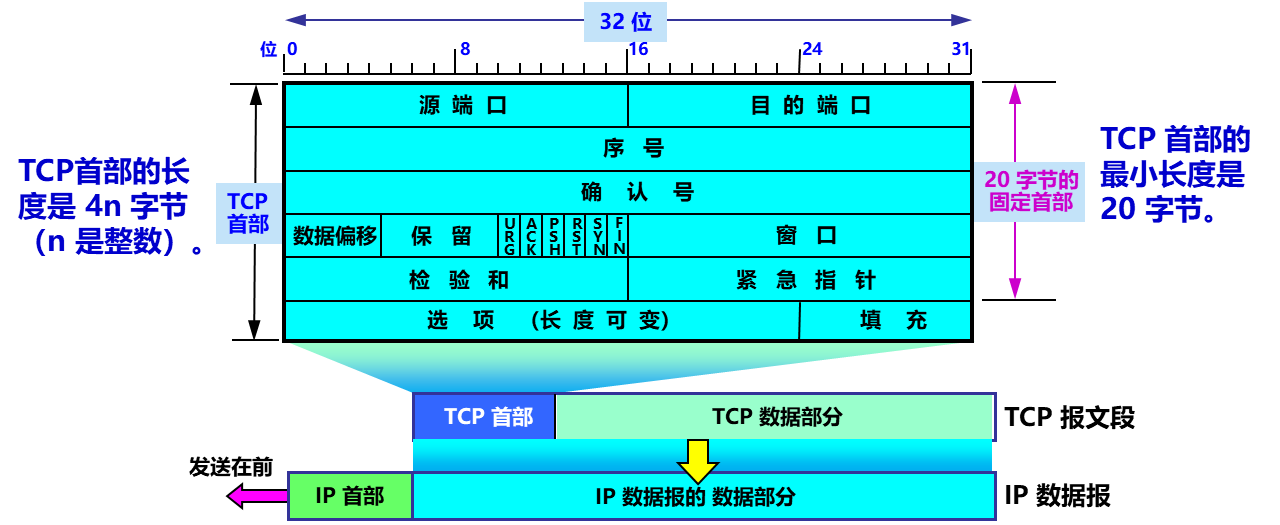 32 位
位 0 8 16 24 31
源 端 口 目 的 端 口
序 号
确 认 号
数据偏移 保 留 URG ACK PSH RST SYN FIN 窗 口
检 验 和 紧 急 指 针
选 项 (长 度 可 变) 填 充
TCP首部的长
度是 4n 字节
（n 是整数）。
TCP
首部
20 字节的
固定首部
TCP 首部的
最小长度是
20 字节。
TCP 首部 TCP 数据部分 TCP 报文段
发送在前
IP 首部 IP 数据报的 数据部分 IP 数据报